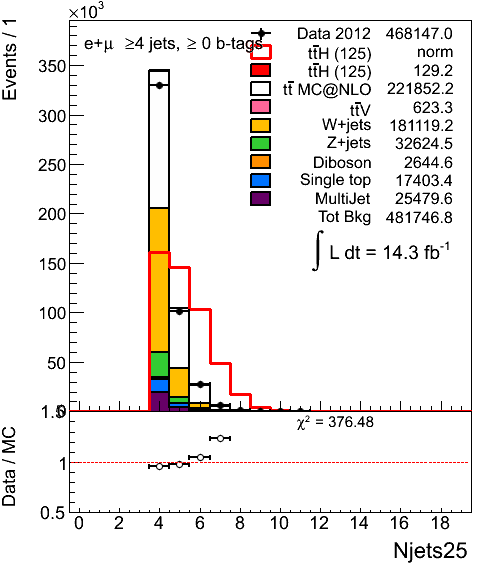 ×10³
Events / 1
e+μ ≥4 jets, ≥ 0 b-tags
Data 2012 468147.0
tt̄H (125) norm
tt̄H (125) 129.2
tt̄ MC@NLO 221852.2
tt̄V 623.3
W+jets 181119.2
Z+jets 32624.5
Diboson 2644.6
Single top 17403.4
MultiJet 25479.6
Tot Bkg 481746.8
∫ L dt = 14.3 fb⁻¹
350
300
250
200
150
100
50
0
χ² = 376.48
Data / MC
1.5
1
0.5
0 2 4 6 8 10 12 14 16 18
Njets25